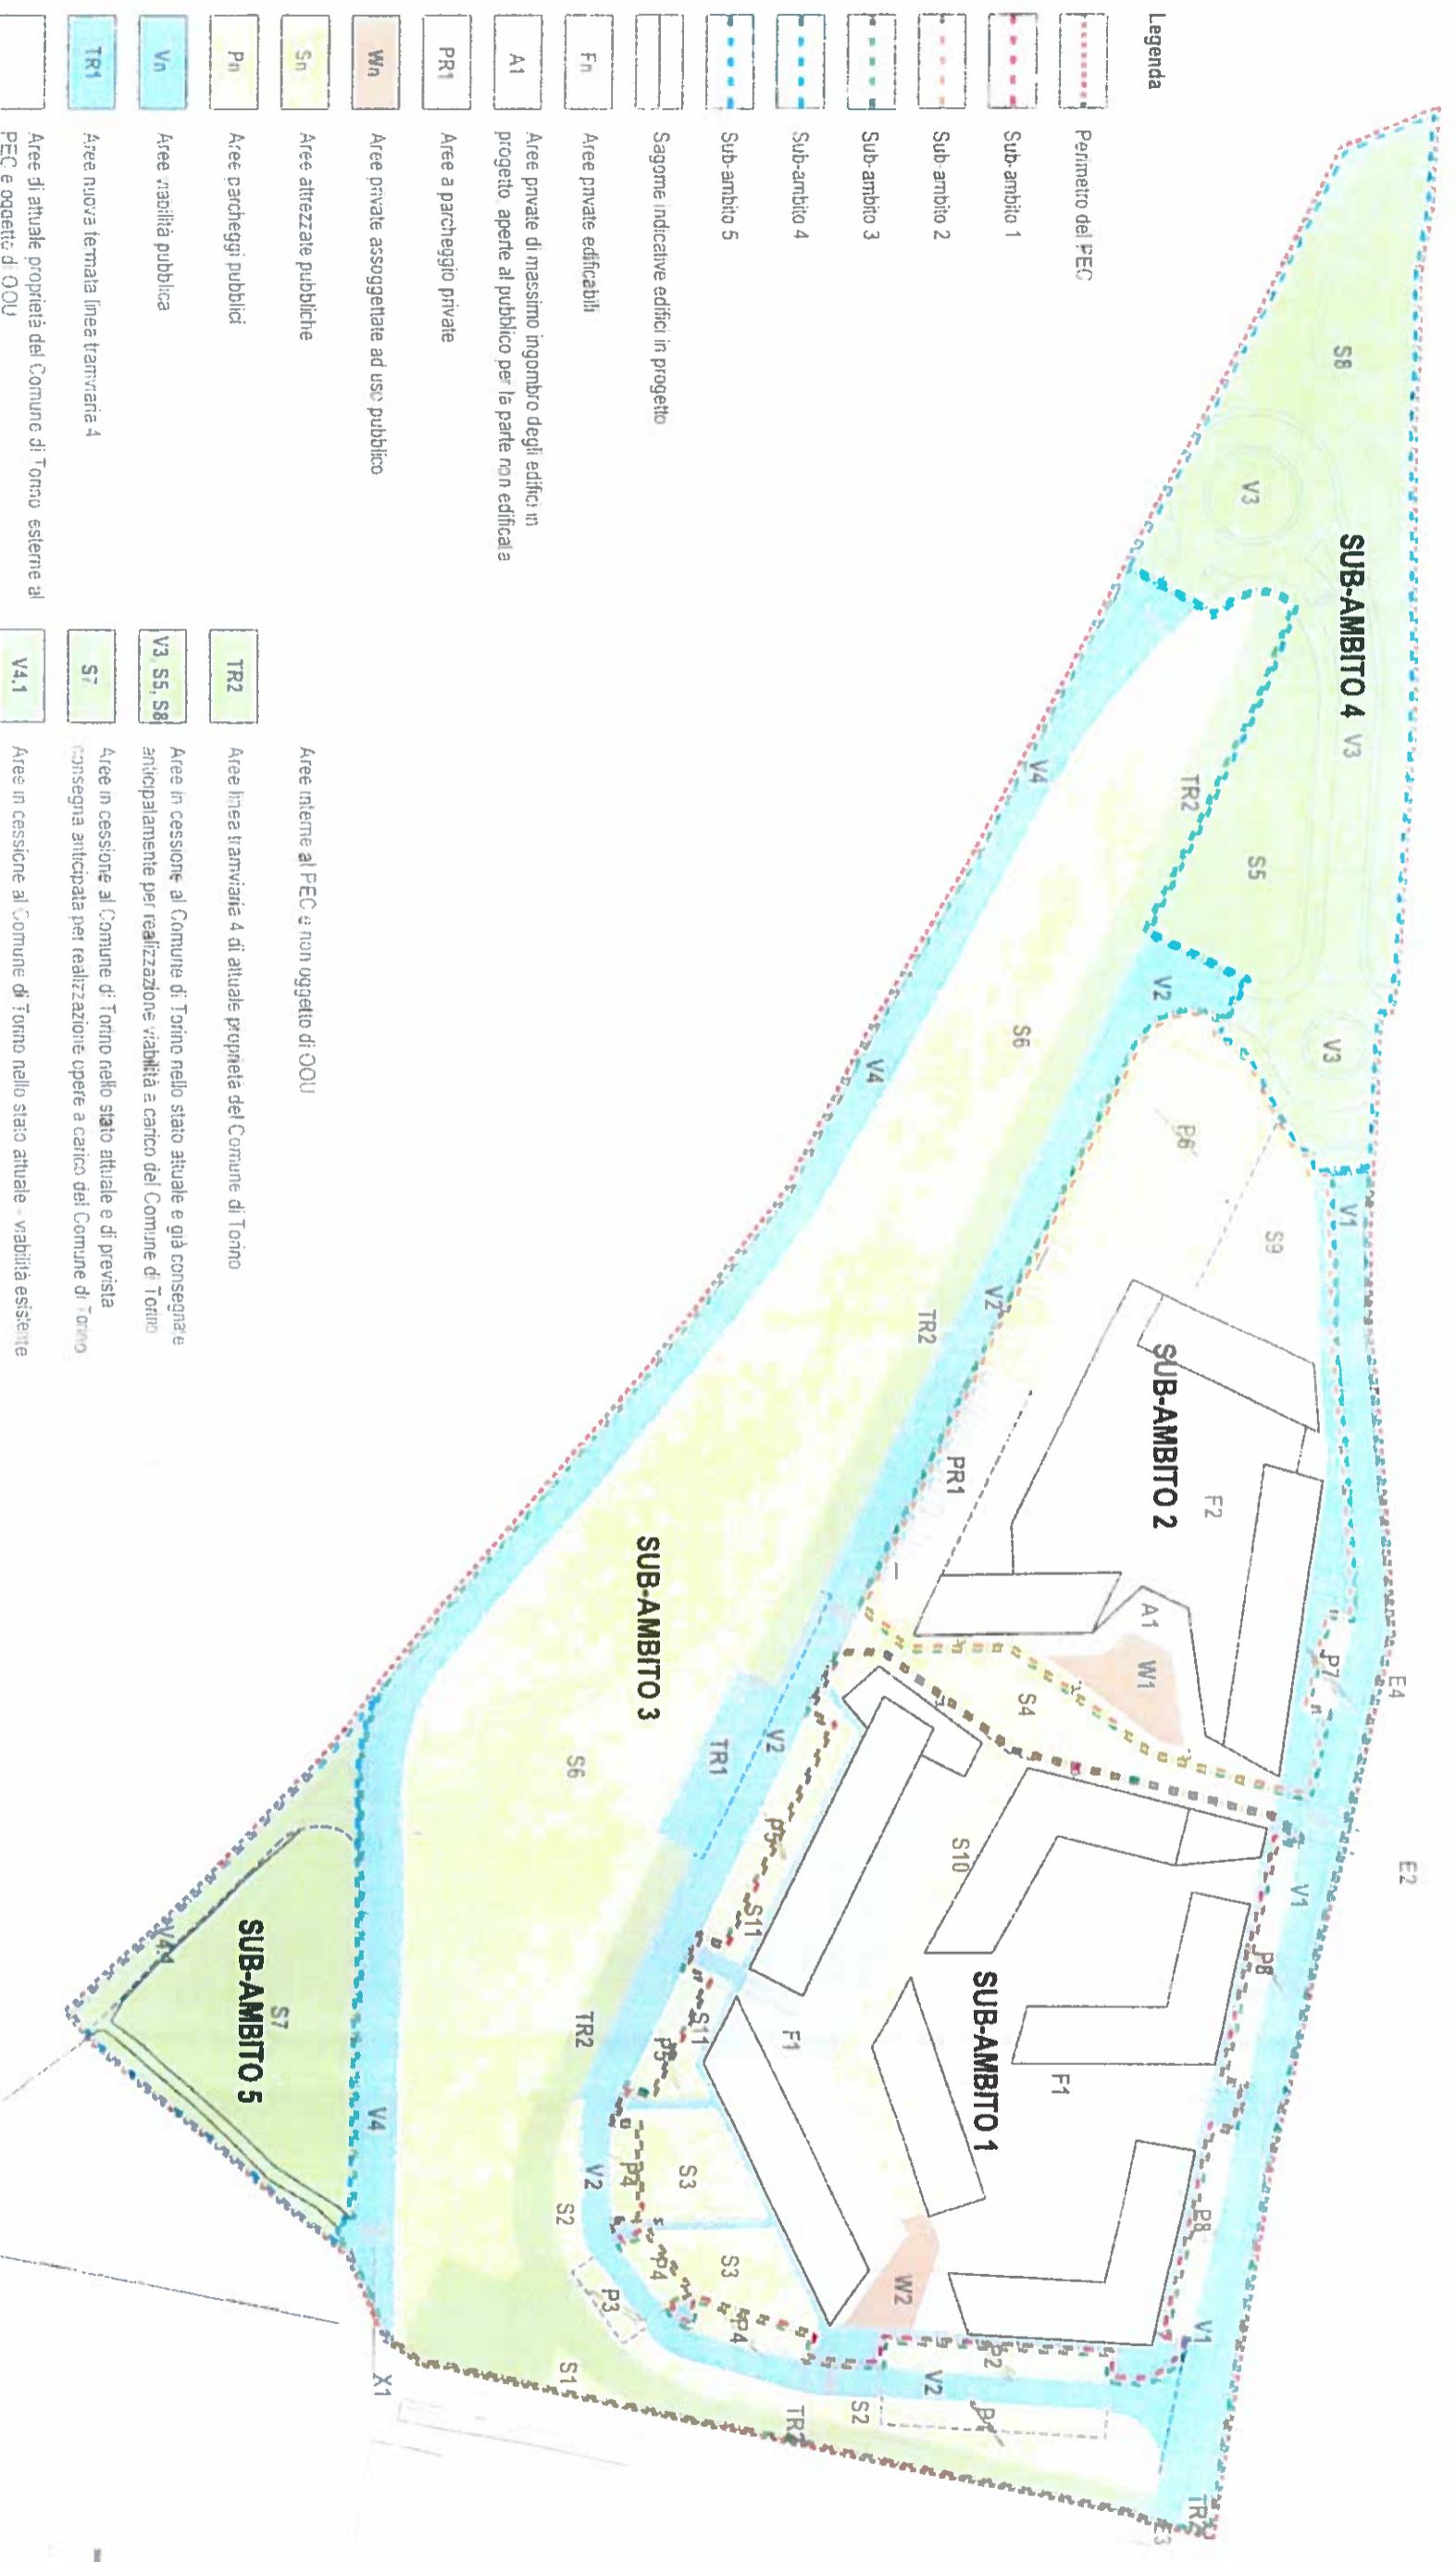 Legenda
Perimetro del PEC
Sub-ambito 1
Sub-ambito 2
Sub-ambito 3
Sub-ambito 4
Sub-ambito 5
Sagome indicative edifici in progetto
Fn
Aree private edificabili
A1
Aree private di massimo ingombro degli edifici in
progetto, aperte al pubblico per la parte non edificata
PR1
Aree a parcheggio private
Wn
Aree private assoggettate ad uso pubblico
Sn
Aree attrezzate pubbliche
Pn
Aree parcheggi pubblici
Vn
Aree viabilità pubblica
TR1
Aree nuova fermata linea tramviaria 4
Aree di attuale proprietà del Comune di Torino esterne al
PEC e oggetto di OOU
Aree interne al PEC e non oggetto di OOU
TR2
Aree linea tramviaria 4 di attuale proprietà del Comune di Torino
V3, S5, S8
Aree in cessione al Comune di Torino nello stato attuale e già consegnate
anticipatamente per realizzazione viabilità a carico del Comune di Torino
S7
Aree in cessione al Comune di Torino nello stato attuale e di prevista
consegna anticipata per realizzazione opere a carico del Comune di Torino
V4.1
Aree in cessione al Comune di Torino nello stato attuale - viabilità esistente
S8
V3
SUB-AMBITO 4
V3
TR2
S5
V4
V2
V3
S6
V4
P6
S9
V1
V2
TR2
SUB-AMBITO 2
F2
PR1
A1
W1
P7
E4
SUB-AMBITO 3
S4
V2
TR1
S6
P5
S10
S11
E2
V1
P8
SUB-AMBITO 1
F1
F1
S11
P5
TR2
S7
SUB-AMBITO 5
V4.1
V4
V2
S2
P4
S3
P4
S3
P4
P3
W2
P8
V1
P2
V2
P1
S2
TR2
S1
X1
TR2
E3